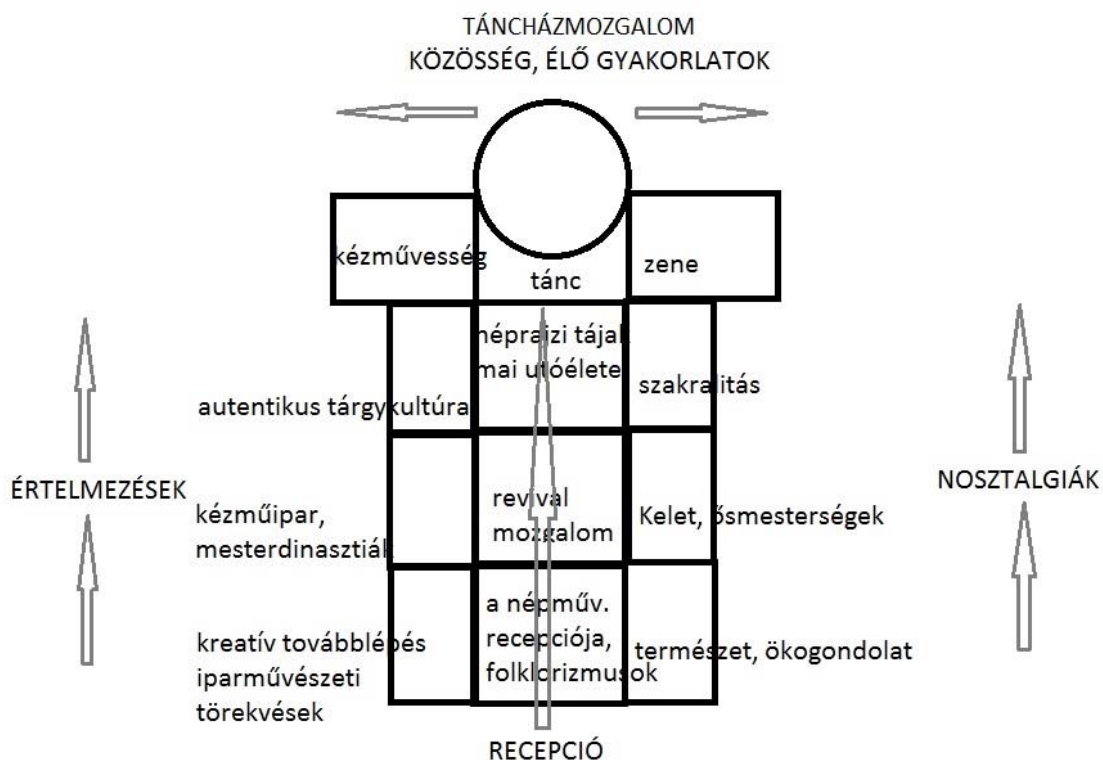 TÁNCHÁZMOZGALOM
KÖZÖSSÉG, ÉLŐ GYAKORLATOK
kézművesség
tánc
zene
néprajzi tájak
mai utóélete
szakralitás
autentikus tárgykultúra
ÉRTELMEZÉSEK
NOSZTALGIÁK
kézműipar,
mesterdinasztiák
revival
mozgalom
Kelet, ősmesterségek
kreatív továbblépés
iparművészeti
törekvések
a népműv.
recepciója,
folklorizmusok
természet, ökogondolat
RECEPCIÓ